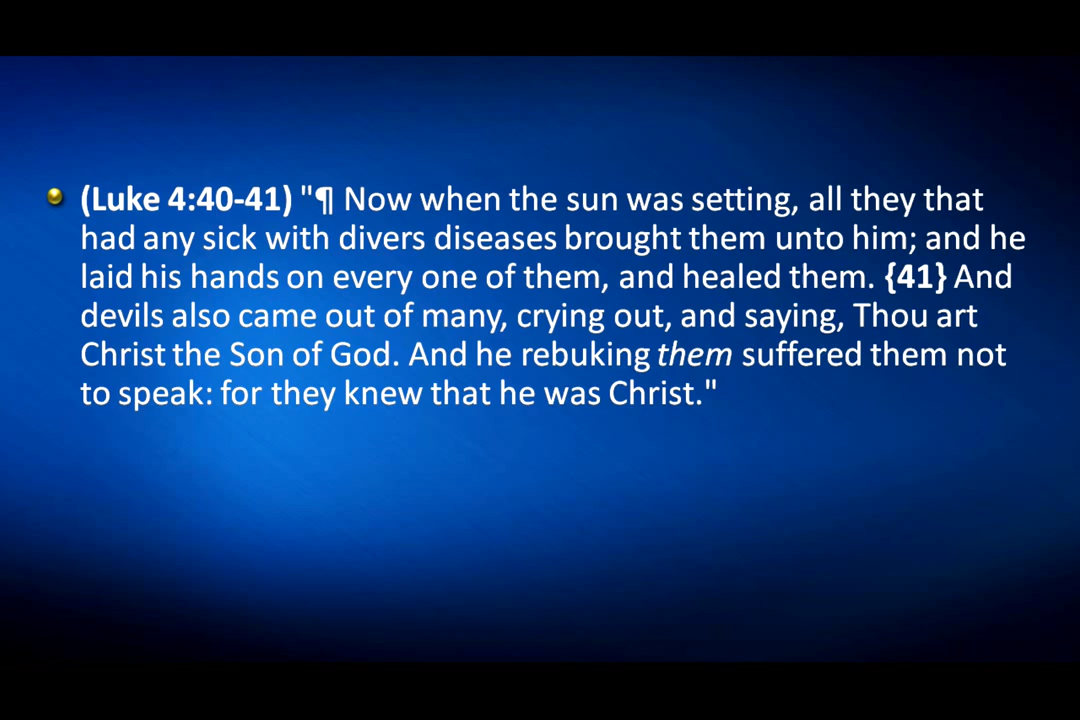 (Luke 4:40-41) "¶ Now when the sun was setting, all they that
had any sick with divers diseases brought them unto him; and he
laid his hands on every one of them, and healed them. {41} And
devils also came out of many, crying out, and saying, Thou art
Christ the Son of God. And he rebuking them suffered them not
to speak: for they knew that he was Christ."